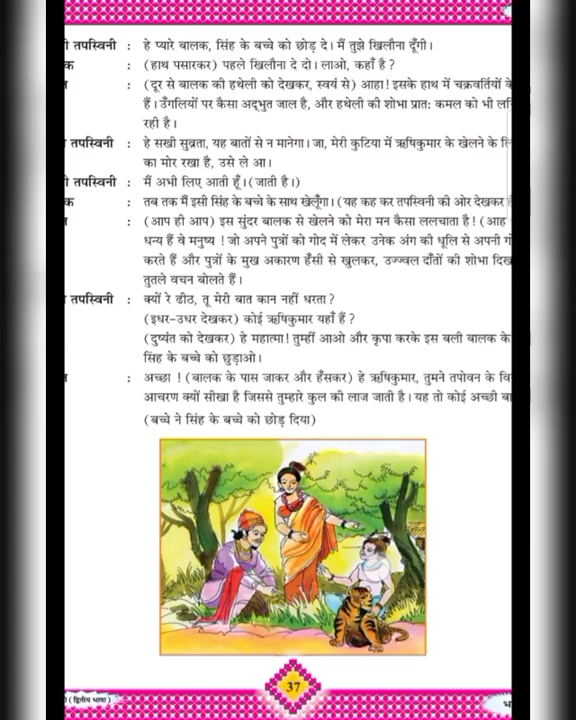 ी तपस्विनी : हे प्यारे बालक, सिंह के बच्चे को छोड़ दे। मैं तुझे खिलौना दूँगी।
क : (हाथ पसारकर) पहले खिलौना दे दो। लाओ, कहाँ है?
त : (दूर से बालक की हथेली को देखकर, स्वयं से) आहा! इसके हाथ में चक्रवर्तियों के
हैं। उँगलियों पर कैसा अद्भुत जाल है, और हथेली की शोभा प्रात: कमल को भी
रही है।
तपस्विनी : हे सखी सुव्रता, यह बातों से न मानेगा। जा, मेरी कुटिया में ऋषिकुमार के खेलने के
का मोर रखा है, उसे ले आ।
ी तपस्विनी : मैं अभी लिए आती हूँ। (जाती है।)
क : तब तक मैं इसी सिंह के बच्चे के साथ खेलूँगा। (यह कह कर तपस्विनी की ओर देखकर
त : (आप ही आप) इस सुंदर बालक से खेलने को मेरा मन कैसा ललचाता है! (आह
धन्य हैं वे मनुष्य ! जो अपने पुत्रों को गोद में लेकर उनेक अंग की धूलि से अपनी
करते हैं और पुत्रों के मुख अकारण हँसी से खुलकर, उज्ज्वल दाँतों की शोभा दिख
तुतले वचन बोलते हैं।
तपस्विनी : क्यों रे ढीठ, तू मेरी बात कान नहीं धरता?
(इधर-उधर देखकर) कोई ऋषिकुमार यहाँ हैं?
(दुष्यंत को देखकर) हे महात्मा! तुम्हीं आओ और कृपा करके इस बली बालक के
सिंह के बच्चे को छुड़ाओ।
त : अच्छा ! (बालक के पास जाकर और हँसकर) हे ऋषिकुमार, तुमने तपोवन के वि
आचरण क्यों सीखा है जिससे तुम्हारे कुल की लाज जाती है। यह तो कोई अच्छी बा
(बच्चे ने सिंह के बच्चे को छोड़ दिया)
37
ी (द्वितीय भाषा)
भा